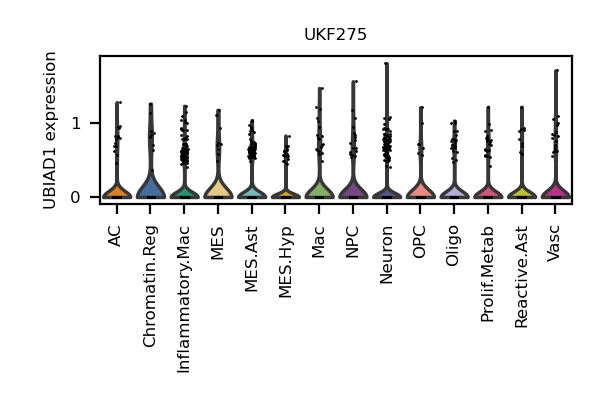 UKF275
UBIAD1 expression
1
0
AC
Chromatin.Reg
Inflammatory.Mac
MES
MES.Ast
MES.Hyp
Mac
NPC
Neuron
OPC
Oligo
Prolif.Metab
Reactive.Ast
Vasc